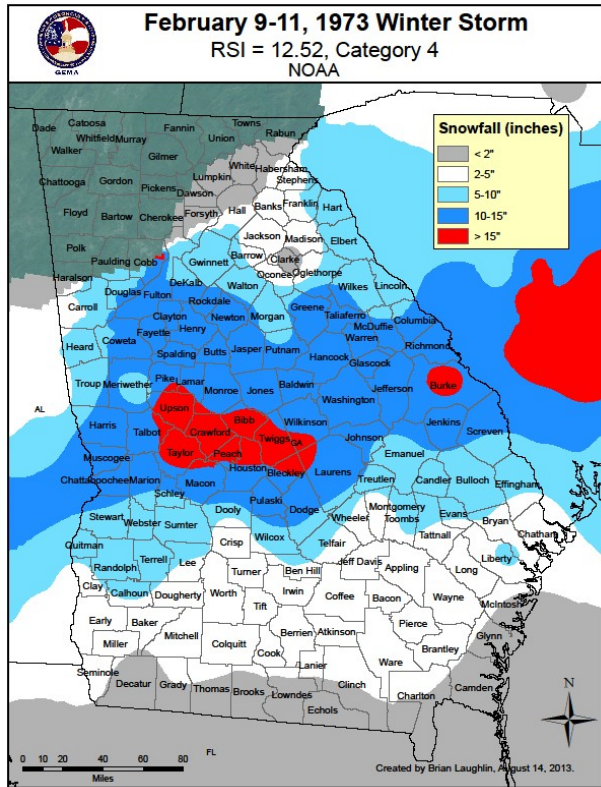 February 9-11, 1973 Winter Storm
RSI = 12.52, Category 4
NOAA
GEMA
Snowfall (inches)
< 2"
2-5"
5-10"
10-15"
> 15"
Dade
Catoosa
Whitfield
Murray
Fannin
Towns
Rabun
Union
Walker
Gilmer
White
Habersham
Stephens
Chattooga
Gordon
Pickens
Lumpkin
Dawson
Banks
Franklin
Hart
Floyd
Bartow
Cherokee
Forsyth
Hall
Jackson
Madison
Elbert
Polk
Paulding
Cobb
Gwinnett
Barrow
Clarke
Oconee
Oglethorpe
Haralson
Douglas
Fulton
DeKalb
Walton
Wilkes
Lincoln
Carroll
Rockdale
Newton
Morgan
Greene
Taliaferro
Columbia
Clayton
Henry
McDuffie
Warren
Richmond
Heard
Coweta
Fayette
Spalding
Butts
Jasper
Putnam
Hancock
Glascock
Troup
Meriwether
Pike
Lamar
Monroe
Jones
Baldwin
Washington
Jefferson
Burke
AL
Upson
Bibb
Wilkinson
Harris
Talbot
Crawford
Twiggs
GA
Johnson
Jenkins
Screven
Muscogee
Taylor
Peach
Houston
Bleckley
Laurens
Emanuel
Chattahoochee
Marion
Macon
Treutlen
Candler
Bulloch
Effingham
Schley
Pulaski
Dodge
Montgomery
Stewart
Webster
Sumter
Dooly
Wilcox
Wheeler
Toombs
Evans
Bryan
Chatham
Quitman
Crisp
Telfair
Tattnall
Randolph
Terrell
Lee
Turner
Ben Hill
Jeff Davis
Appling
Long
Liberty
Clay
Calhoun
Dougherty
Worth
Irwin
Coffee
Bacon
Wayne
McIntosh
Early
Baker
Tift
Miller
Mitchell
Colquitt
Berrien
Atkinson
Pierce
Glynn
Cook
Brantley
Seminole
Lanier
Ware
Decatur
Grady
Thomas
Brooks
Lowndes
Clinch
Charlton
Camden
Echols
N
FL
0 10 20 40 60 80
Miles
Created by Brian Laughlin, August 14, 2013.